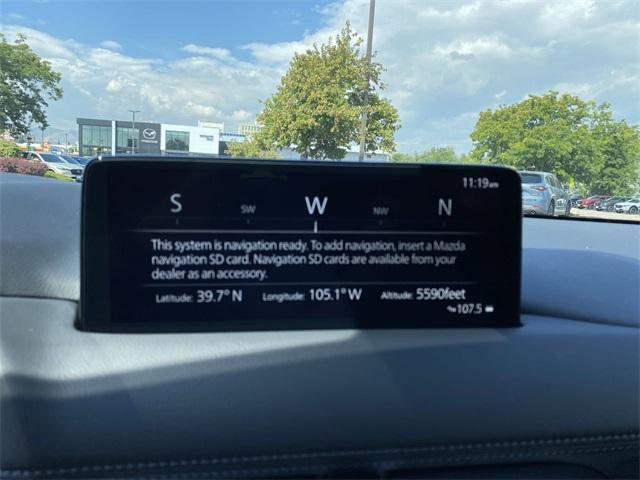 11:19am
S SW W NW N
This system is navigation ready. To add navigation, insert a Mazda
navigation SD card. Navigation SD cards are available from your
dealer as an accessory.
Latitude: 39.7° N Longitude: 105.1° W Altitude: 5590feet
107.5